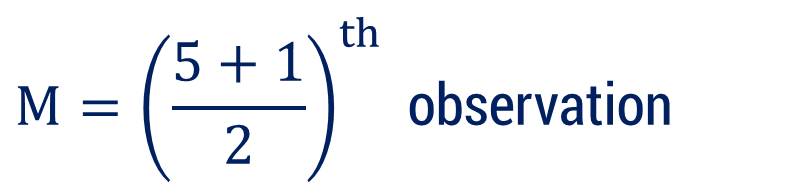 M = (5 + 1 / 2)th observation